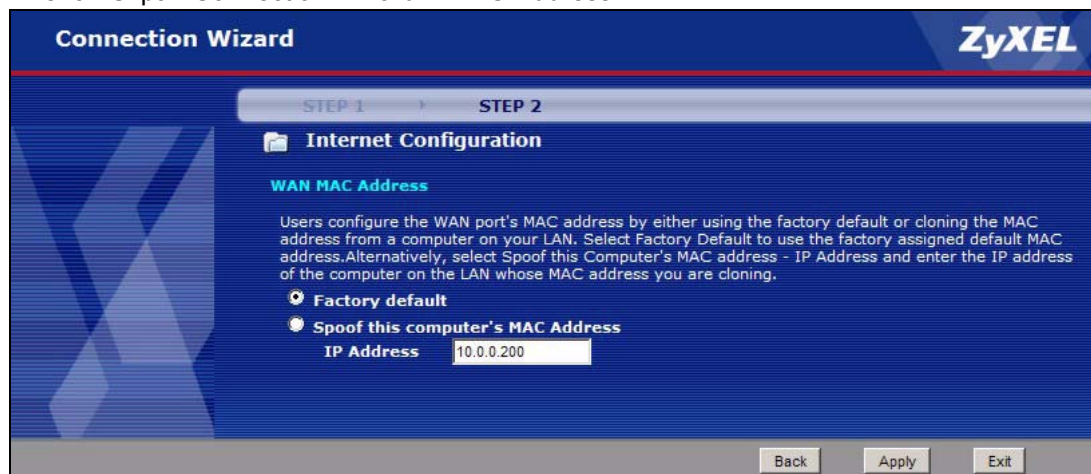 Connection Wizard
ZyXEL
STEP 1
STEP 2
Internet Configuration
WAN MAC Address
Users configure the WAN port's MAC address by either using the factory default or cloning the MAC
address from a computer on your LAN. Select Factory Default to use the factory assigned default MAC
address.Alternatively, select Spoof this Computer's MAC address - IP Address and enter the IP address
of the computer on the LAN whose MAC address you are cloning.
Factory default
Spoof this computer's MAC Address
IP Address 10.0.0.200
Back Apply Exit